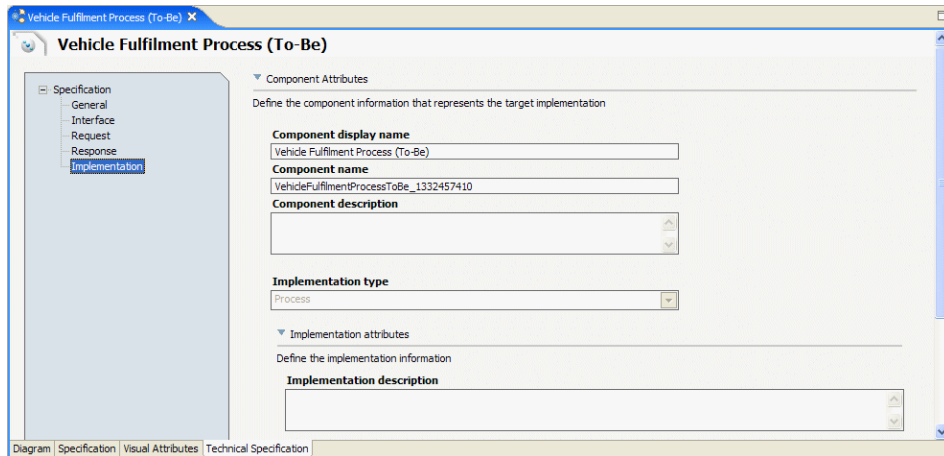 Vehicle Fulfilment Process (To-Be)
Vehicle Fulfilment Process (To-Be)
Specification
General
Interface
Request
Response
Implementation
Component Attributes
Define the component information that represents the target implementation
Component display name
Vehicle Fulfilment Process (To-Be)
Component name
VehicleFulfilmentProcessToBe_1332457410
Component description
Implementation type
Process
Implementation attributes
Define the implementation information
Implementation description
Diagram Specification Visual Attributes Technical Specification